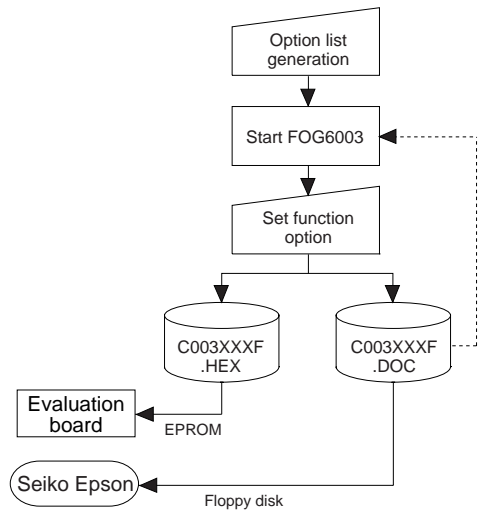 Option list
generation
Start FOG6003
Set function
option
C003XXXF
.HEX
C003XXXF
.DOC
Evaluation
board
EPROM
Seiko Epson
Floppy disk